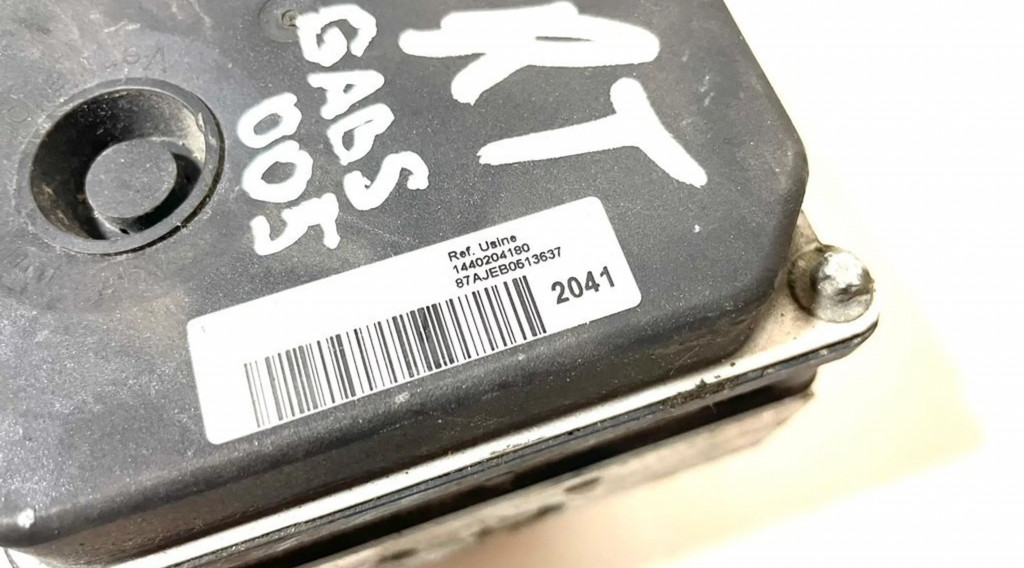 RT
GABS
005
Ref. Usine
1440204180
87AJEB0513637
2041